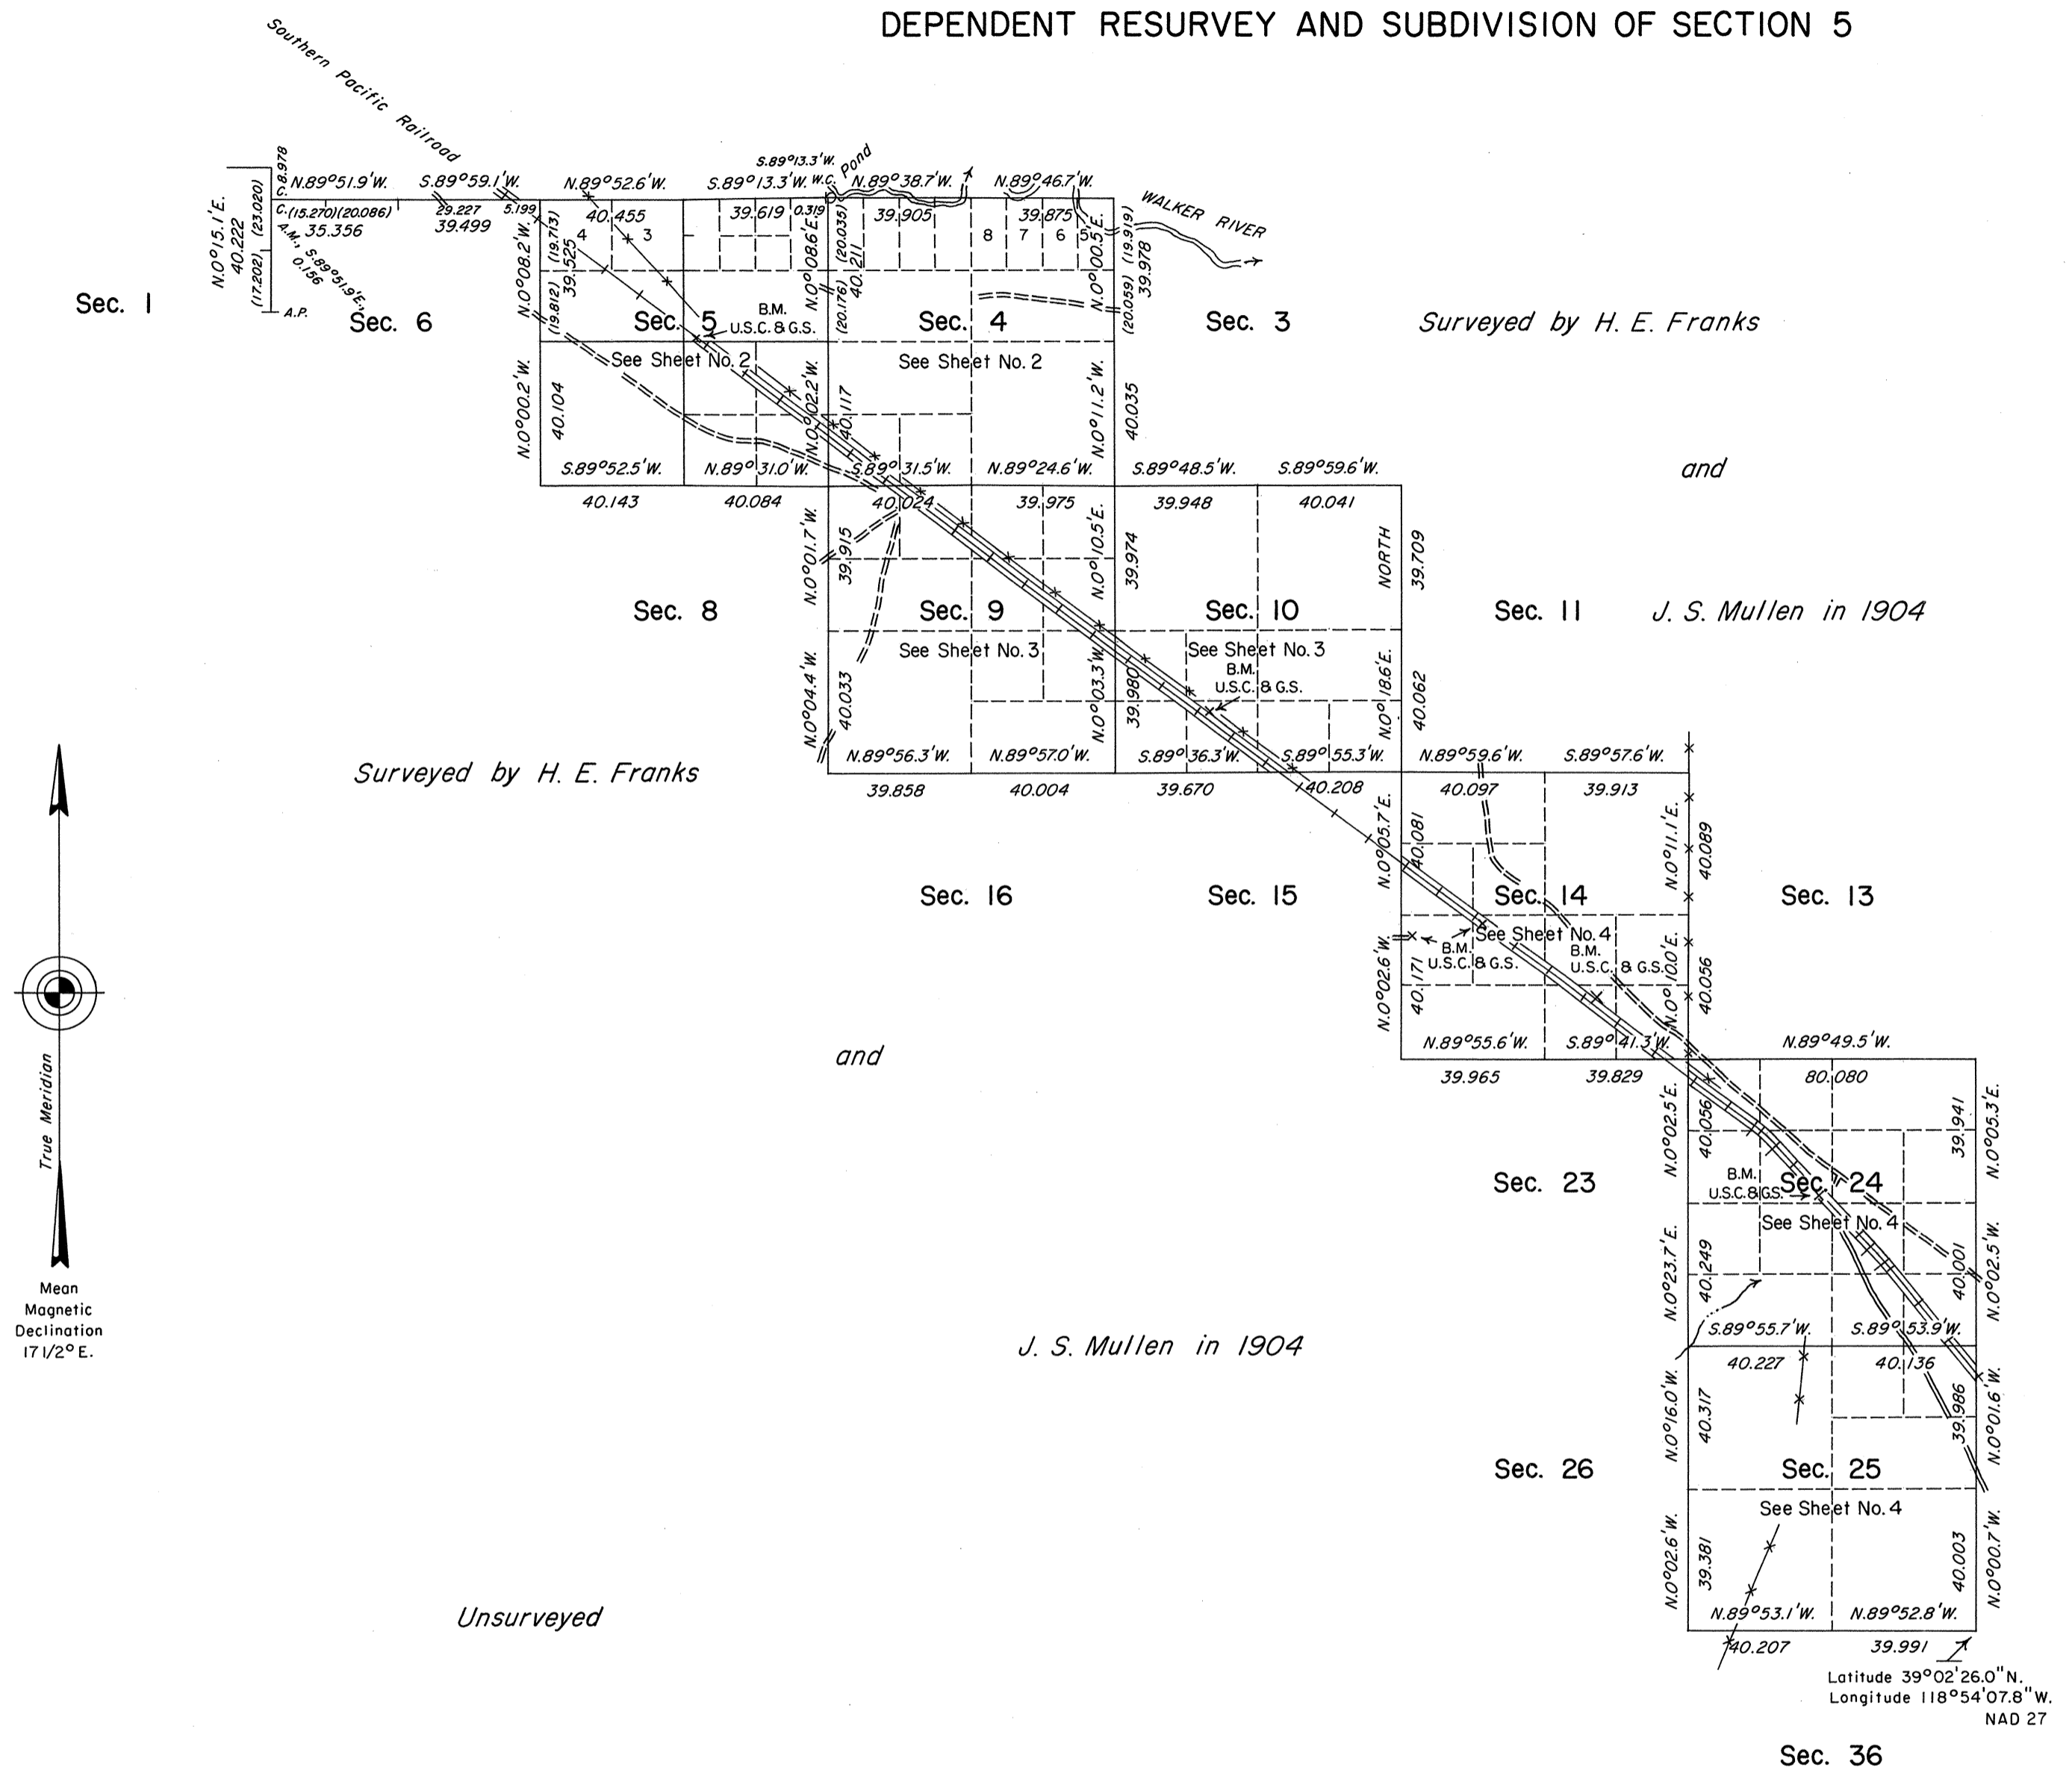 DEPENDENT RESURVEY AND SUBDIVISION OF SECTION 5
Southern Pacific Railroad
8.978
S.89°13.3'W.
Pond
C. N.89°51.9'W.
S.89°59.1'W.
N.89°52.6'W.
S.89°13.3'W.
W.C.
N.89°38.7'W.
N.89°46.7'W.
WALKER RIVER
N.0°15.1'E.
40.222
(23.020)
(17.202)
C. (15.270)(20.086)
35.356
29.227
39.499
5.199
40.455
39.619
0.319
39.905
39.875
A.M., S.89°51.9'E.,
0.156
A.P.
N.0°08.2'W.
(19.713)
(19.812)
39.525
4
3
N.0°08.6'E.
(20.035)
(20.176)
40.211
8
7
6
5
N.0°00.5'E.
(19.919)
(20.059)
39.978
Sec. 1
Sec. 6
Sec. 5
B.M.
U.S.C. & G.S.
Sec. 4
Sec. 3
Surveyed by H. E. Franks
See Sheet No. 2
See Sheet No. 2
N.0°00.2'W.
40.104
N.0°02.2'W.
40.117
N.0°11.2'W.
40.035
S.89°52.5'W.
N.89°31.0'W.
S.89°31.5'W.
N.89°24.6'W.
S.89°48.5'W.
S.89°59.6'W.
and
40.143
40.084
40.024
39.975
39.948
40.041
N.0°01.7'W.
39.915
N.0°10.5'E.
39.974
NORTH
39.709
Sec. 8
Sec. 9
Sec. 10
Sec. 11
J. S. Mullen in 1904
See Sheet No. 3
See Sheet No. 3
B.M.
U.S.C. & G.S.
N.0°04.4'W.
40.033
N.0°03.3'W.
39.980
N.0°18.6'E.
40.062
N.89°56.3'W.
N.89°57.0'W.
S.89°36.3'W.
S.89°55.3'W.
N.89°59.6'W.
S.89°57.6'W.
Surveyed by H. E. Franks
39.858
40.004
39.670
40.208
40.097
39.913
N.0°05.7'E.
40.081
N.0°11.1'E.
40.089
Sec. 16
Sec. 15
Sec. 14
Sec. 13
See Sheet No. 4
B.M.
U.S.C. & G.S.
B.M.
U.S.C. & G.S.
N.0°02.6'W.
40.171
N.0°10.0'E.
40.056
N.89°55.6'W.
S.89°41.3'W.
N.89°49.5'W.
and
39.965
39.829
80.080
True Meridian
N.0°02.5'E.
40.056
39.941
N.0°05.3'E.
Sec. 23
B.M.
U.S.C. & G.S.
Sec. 24
See Sheet No. 4
N.0°23.7'E.
40.249
40.001
N.0°02.5'W.
Mean
Magnetic
Declination
17 1/2° E.
S.89°55.7'W.
S.89°53.9'W.
J. S. Mullen in 1904
40.227
40.136
N.0°16.0'W.
40.317
39.986
N.0°01.6'W.
Sec. 26
Sec. 25
See Sheet No. 4
N.0°02.6'W.
39.381
40.003
N.0°00.7'W.
Unsurveyed
N.89°53.1'W.
N.89°52.8'W.
40.207
39.991
Latitude 39°02'26.0"N.
Longitude 118°54'07.8"W.
NAD 27
Sec. 36